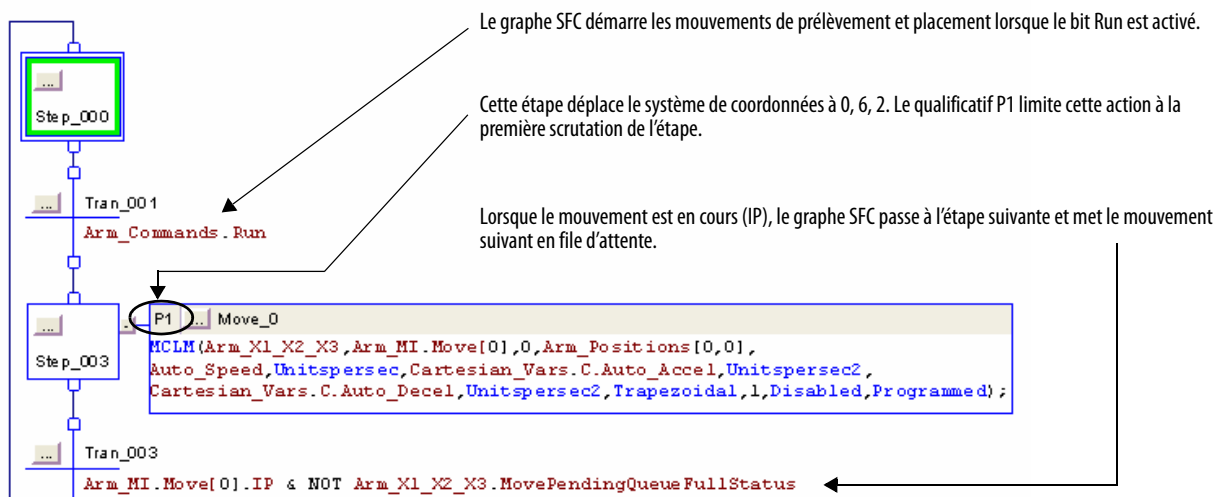 Le graphe SFC démarre les mouvements de prélèvement et placement lorsque le bit Run est activé.
...
Step_000
Cette étape déplace le système de coordonnées à 0, 6, 2. Le qualificatif P1 limite cette action à la
première scrutation de l’étape.
... Tran_001
Arm_Commands.Run
Lorsque le mouvement est en cours (IP), le graphe SFC passe à l’étape suivante et met le mouvement
suivant en file d’attente.
...
Step_003
P1 ... Move_0
MCLM(Arm_X1_X2_X3,Arm_MI.Move[0],0,Arm_Positions[0,0],
Auto_Speed,Unitspersec,Cartesian_Vars.C.Auto_Accel,Unitspersec2,
Cartesian_Vars.C.Auto_Decel,Unitspersec2,Trapezoidal,1,Disabled,Programmed);
... Tran_003
Arm_MI.Move[0].IP & NOT Arm_X1_X2_X3.MovePendingQueueFullStatus